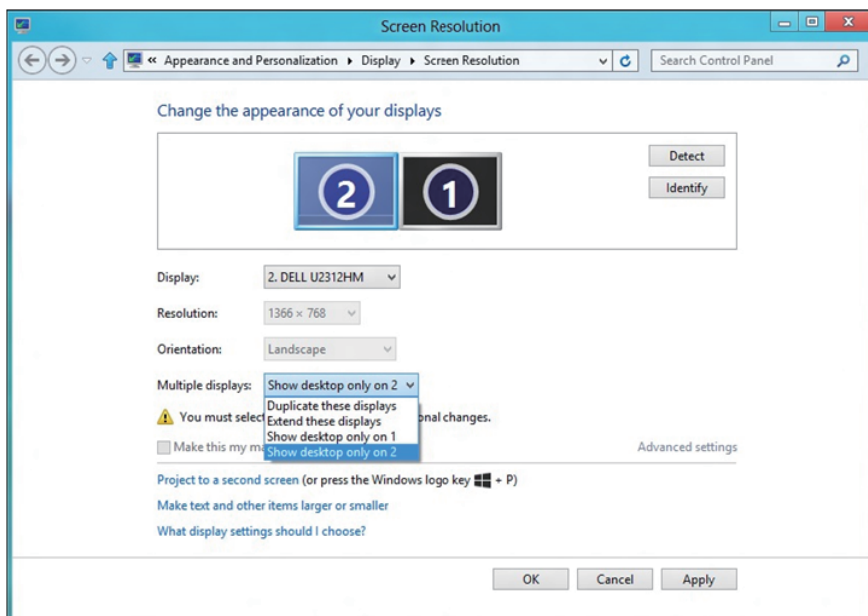 Screen Resolution
« Appearance and Personalization Display Screen Resolution Search Control Panel
Change the appearance of your displays
2 1
Detect
Identify
Display: 2. DELL U2312HM
Resolution: 1366 × 768
Orientation: Landscape
Multiple displays: Show desktop only on 2
Duplicate these displays
You must select onal changes.
Extend these displays
Show desktop only on 1
Make this my ma Advanced settings
Show desktop only on 2
Project to a second screen (or press the Windows logo key + P)
Make text and other items larger or smaller
What display settings should I choose?
OK Cancel Apply